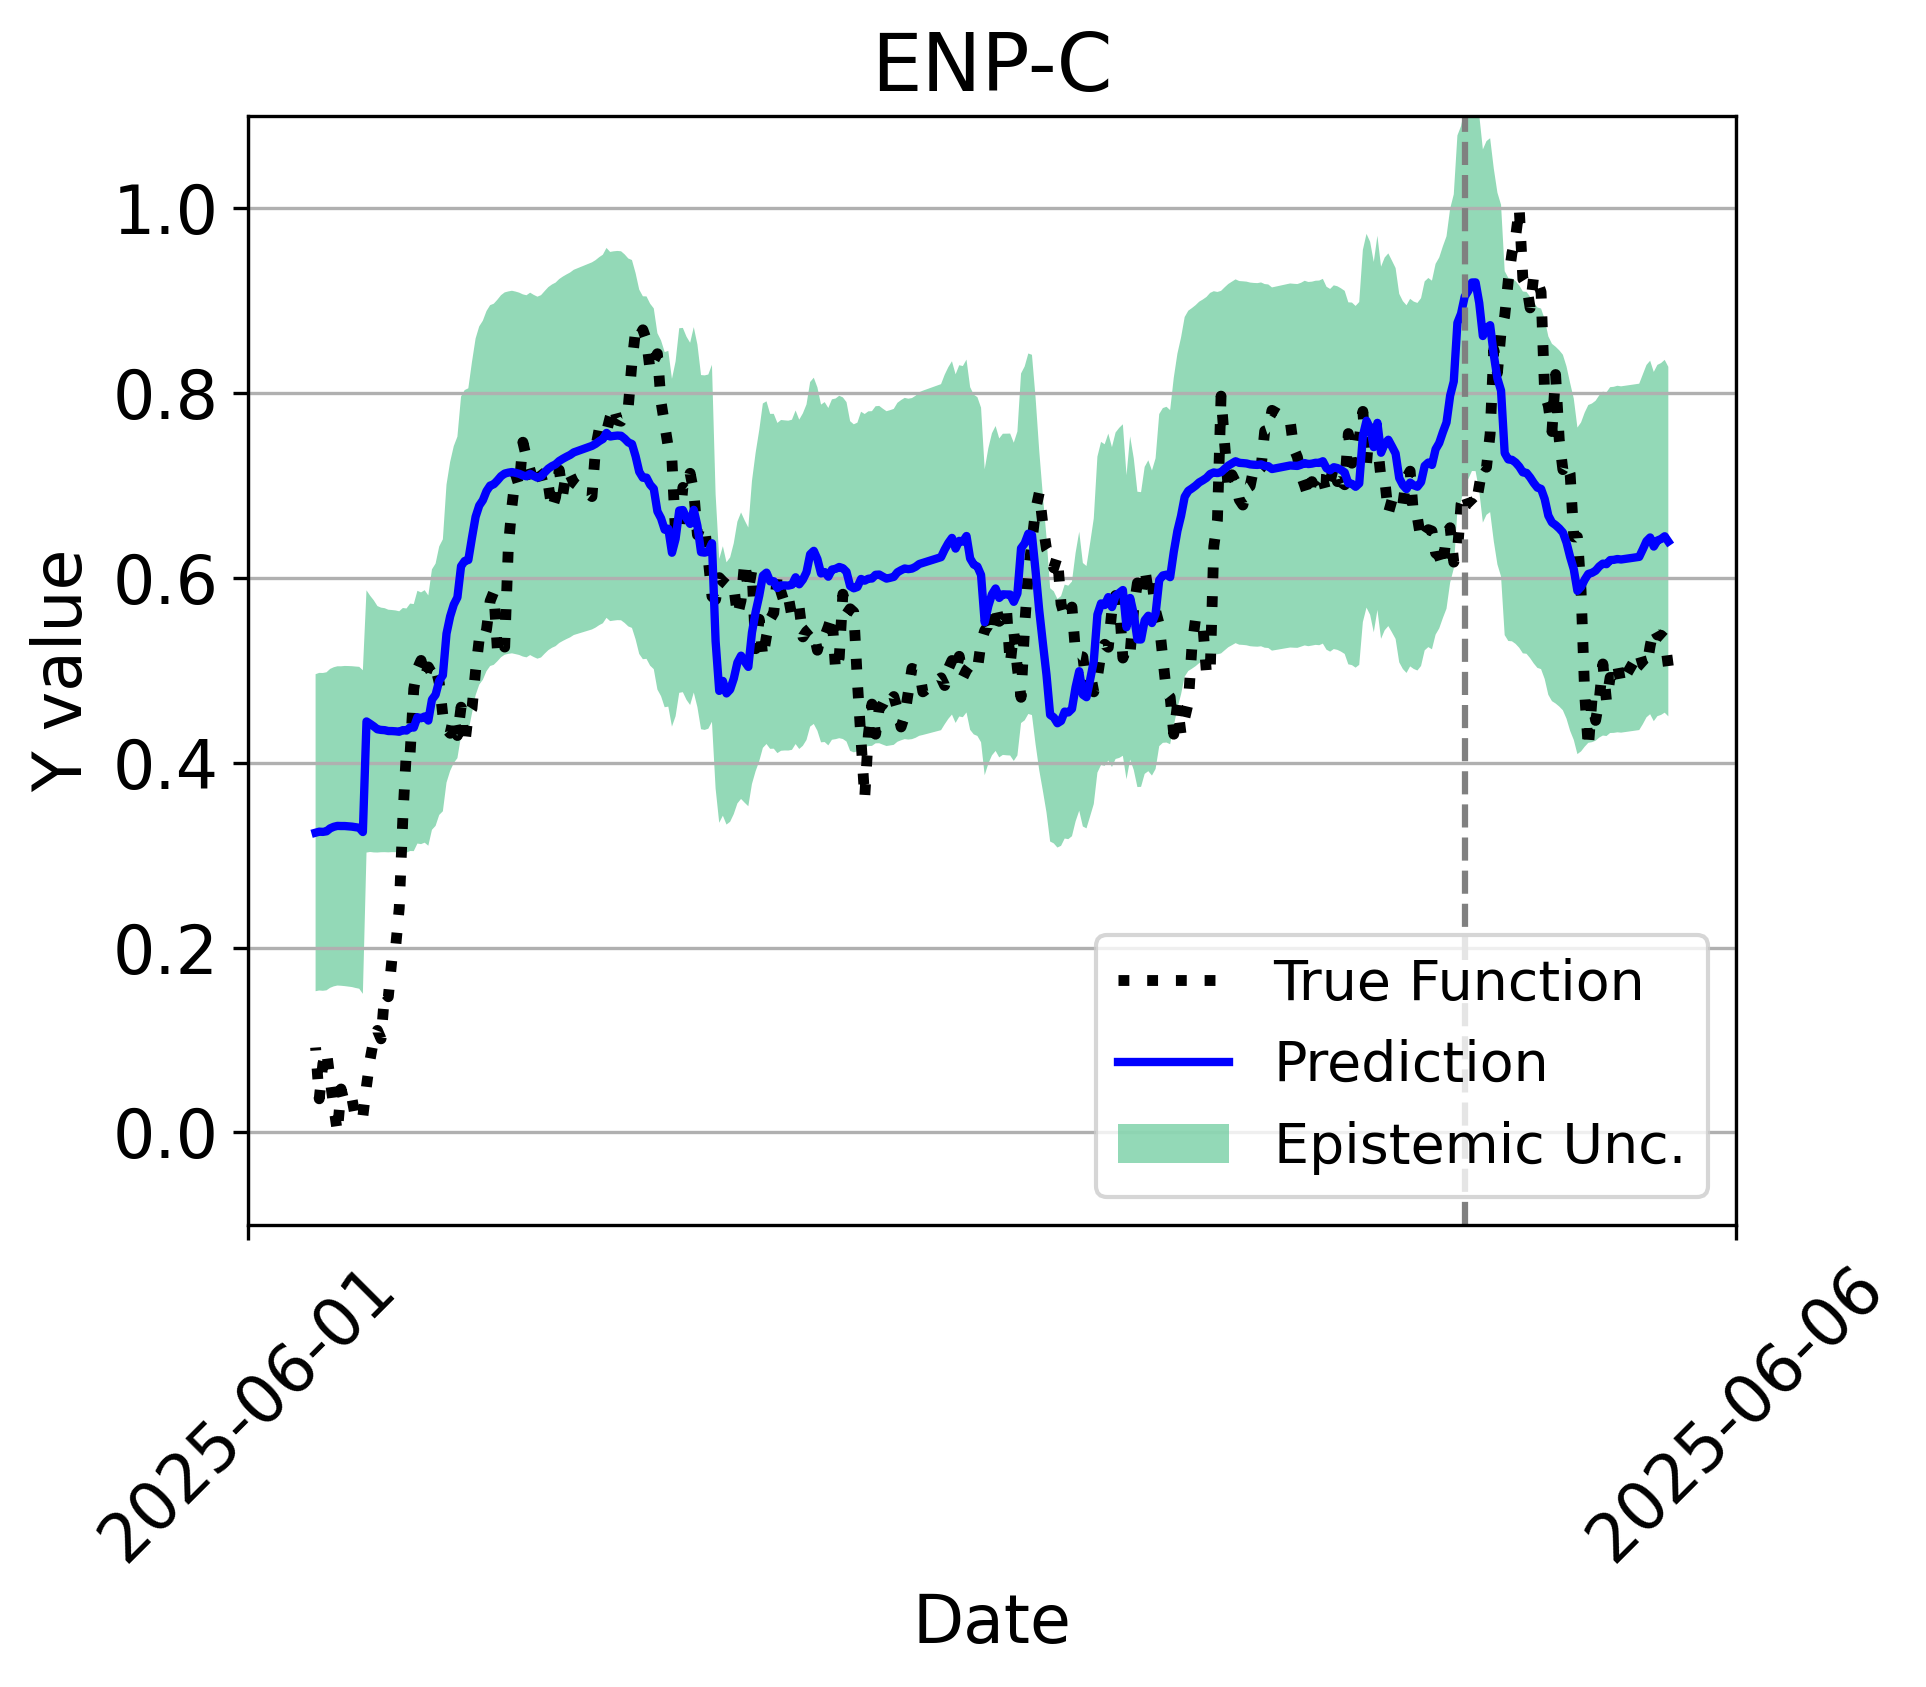 ENP-C
Y value
1.0
0.8
0.6
0.4
0.2
0.0
True Function
Prediction
Epistemic Unc.
2025-06-01
2025-06-06
Date